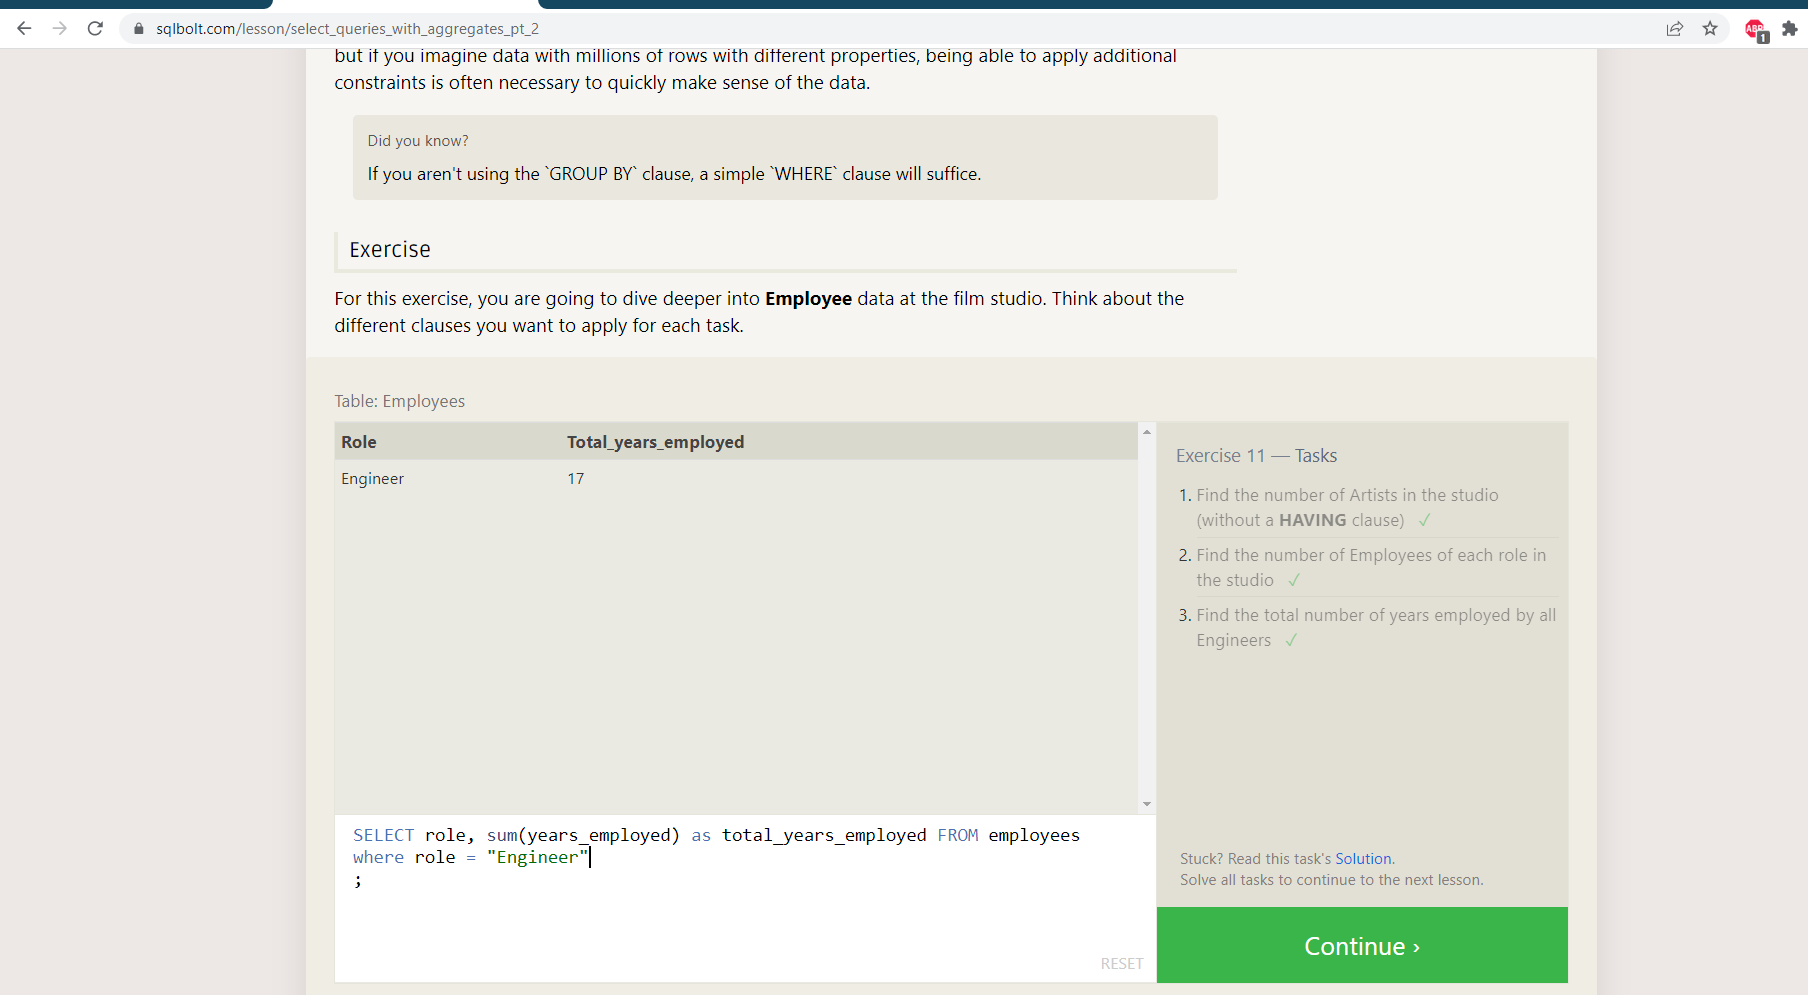 sqlbolt.com/lesson/select_queries_with_aggregates_pt_2
ABP
1
but if you imagine data with millions of rows with different properties, being able to apply additional
constraints is often necessary to quickly make sense of the data.
Did you know?
If you aren't using the `GROUP BY` clause, a simple `WHERE` clause will suffice.
Exercise
For this exercise, you are going to dive deeper into Employee data at the film studio. Think about the
different clauses you want to apply for each task.
Table: Employees
Role Total_years_employed
Engineer 17
SELECT role, sum(years_employed) as total_years_employed FROM employees
where role = "Engineer"
;
RESET
Exercise 11 — Tasks
1. Find the number of Artists in the studio
(without a HAVING clause) ✓
2. Find the number of Employees of each role in
the studio ✓
3. Find the total number of years employed by all
Engineers ✓
Stuck? Read this task's Solution.
Solve all tasks to continue to the next lesson.
Continue ›